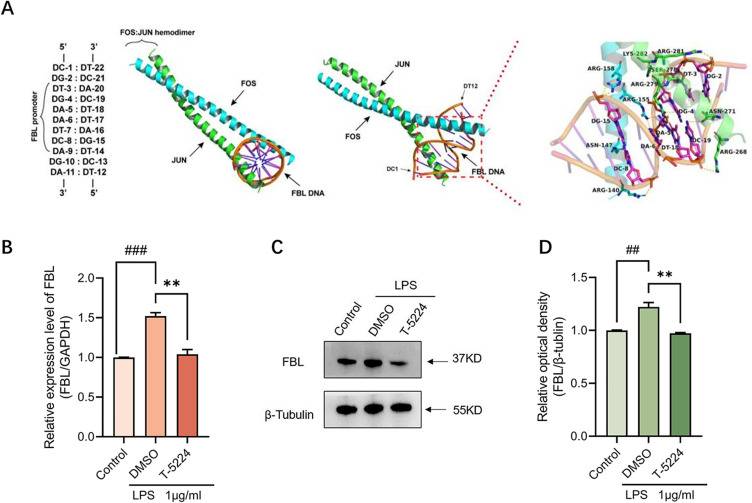 A
5' 3'
DC-1 : DT-22
DG-2 : DC-21
DT-3 : DA-20
DG-4 : DC-19
DA-5 : DT-18
DA-6 : DT-17
DT-7 : DA-16
DC-8 : DG-15
DA-9 : DT-14
DG-10 : DC-13
DA-11 : DT-12
3' 5'
FBL promoter
FOS:JUN hemodimer
FOS
JUN
FBL DNA
JUN
FOS
DT12
DC1
FBL DNA
LYS-282
ARG-281
ARG-158
DT-3
DG-2
ARG-279
ARG-155
ASN-271
DG-15
DG-4
DA-5
ASN-147
DA-6
DT-18
DC-19
DC-8
ARG-268
ARG-140
B
Relative expression level of FBL
(FBL/GAPDH)
2.0
1.5
1.0
0.5
0.0
###
**
Control
DMSO
T-5224
LPS 1μg/ml
C
LPS
Control
DMSO
T-5224
FBL
37KD
β-Tubulin
55KD
D
Relative optical density
(FBL/β-tublin)
2.0
1.5
1.0
0.5
0.0
##
**
Control
DMSO
T-5224
LPS 1μg/ml